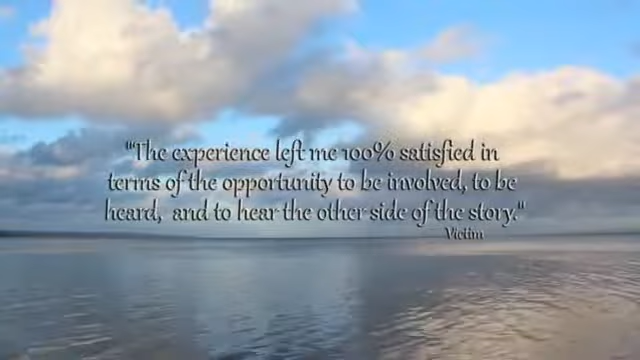 "The experience left me 100% satisfied in
terms of the opportunity to be involved, to be
heard,  and to hear the other side of the story."
Victim